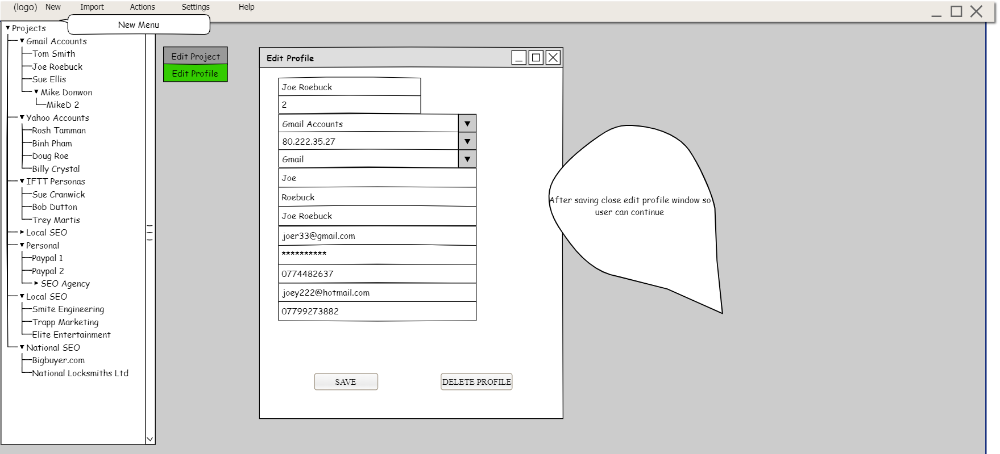 (logo) New Import Actions Settings Help
New Menu
Projects
Gmail Accounts
Tom Smith
Joe Roebuck
Sue Ellis
Mike Donwon
MikeD 2
Yahoo Accounts
Rosh Tamman
Binh Pham
Doug Roe
Billy Crystal
IFTT Personas
Sue Cranwick
Bob Dutton
Trey Martis
Local SEO
Personal
Paypal 1
Paypal 2
SEO Agency
Local SEO
Smite Engineering
Trapp Marketing
Elite Entertainment
National SEO
Bigbuyer.com
National Locksmiths Ltd
Edit Project
Edit Profile
Edit Profile
Joe Roebuck
2
Gmail Accounts
80.222.35.27
Gmail
Joe
Roebuck
Joe Roebuck
joer33@gmail.com
**********
0774482637
joey222@hotmail.com
07799273882
SAVE DELETE PROFILE
After saving close edit profile window so
user can continue